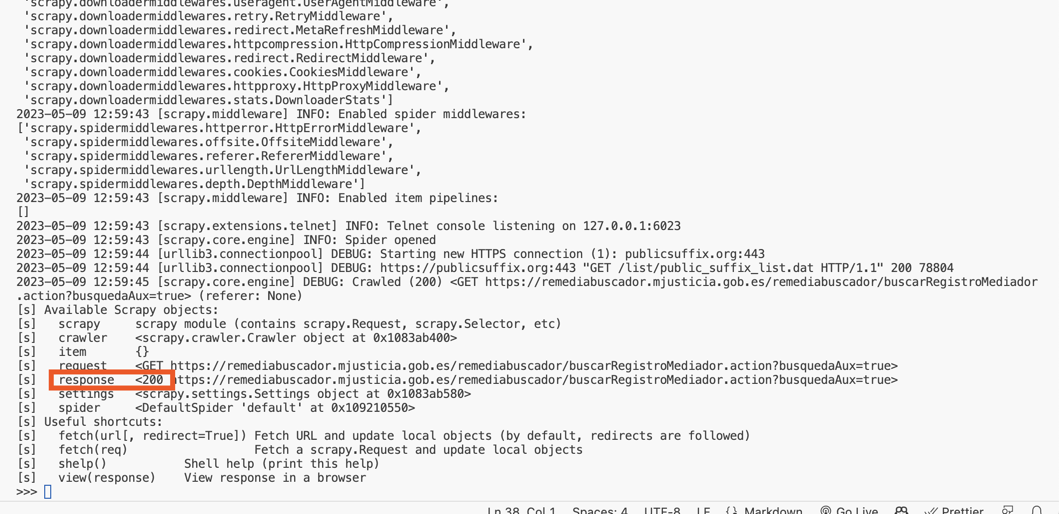 'scrapy.downloadermiddlewares.useragent.UserAgentMiddleware',
'scrapy.downloadermiddlewares.retry.RetryMiddleware',
'scrapy.downloadermiddlewares.redirect.MetaRefreshMiddleware',
'scrapy.downloadermiddlewares.httpcompression.HttpCompressionMiddleware',
'scrapy.downloadermiddlewares.redirect.RedirectMiddleware',
'scrapy.downloadermiddlewares.cookies.CookiesMiddleware',
'scrapy.downloadermiddlewares.httpproxy.HttpProxyMiddleware',
'scrapy.downloadermiddlewares.stats.DownloaderStats']
2023-05-09 12:59:43 [scrapy.middleware] INFO: Enabled spider middlewares:
['scrapy.spidermiddlewares.httperror.HttpErrorMiddleware',
'scrapy.spidermiddlewares.offsite.OffsiteMiddleware',
'scrapy.spidermiddlewares.referer.RefererMiddleware',
'scrapy.spidermiddlewares.urllength.UrlLengthMiddleware',
'scrapy.spidermiddlewares.depth.DepthMiddleware']
2023-05-09 12:59:43 [scrapy.middleware] INFO: Enabled item pipelines:
[]
2023-05-09 12:59:43 [scrapy.extensions.telnet] INFO: Telnet console listening on 127.0.0.1:6023
2023-05-09 12:59:43 [scrapy.core.engine] INFO: Spider opened
2023-05-09 12:59:44 [urllib3.connectionpool] DEBUG: Starting new HTTPS connection (1): publicsuffix.org:443
2023-05-09 12:59:44 [urllib3.connectionpool] DEBUG: https://publicsuffix.org:443 "GET /list/public_suffix_list.dat HTTP/1.1" 200 78804
2023-05-09 12:59:45 [scrapy.core.engine] DEBUG: Crawled (200) <GET https://remediabuscador.mjusticia.gob.es/remediabuscador/buscarRegistroMediador
.action?busquedaAux=true> (referer: None)
[s] Available Scrapy objects:
[s] scrapy scrapy module (contains scrapy.Request, scrapy.Selector, etc)
[s] crawler <scrapy.crawler.Crawler object at 0x1083ab400>
[s] item {}
[s] request <GET https://remediabuscador.mjusticia.gob.es/remediabuscador/buscarRegistroMediador.action?busquedaAux=true>
[s] response <200 https://remediabuscador.mjusticia.gob.es/remediabuscador/buscarRegistroMediador.action?busquedaAux=true>
[s] settings <scrapy.settings.Settings object at 0x1083ab580>
[s] spider <DefaultSpider 'default' at 0x109210550>
[s] Useful shortcuts:
[s] fetch(url[, redirect=True]) Fetch URL and update local objects (by default, redirects are followed)
[s] fetch(req) Fetch a scrapy.Request and update local objects
[s] shelp() Shell help (print this help)
[s] view(response) View response in a browser
>>>
Ln 38, Col 1 Spaces: 4 UTF-8 LF {} Markdown Go Live Prettier